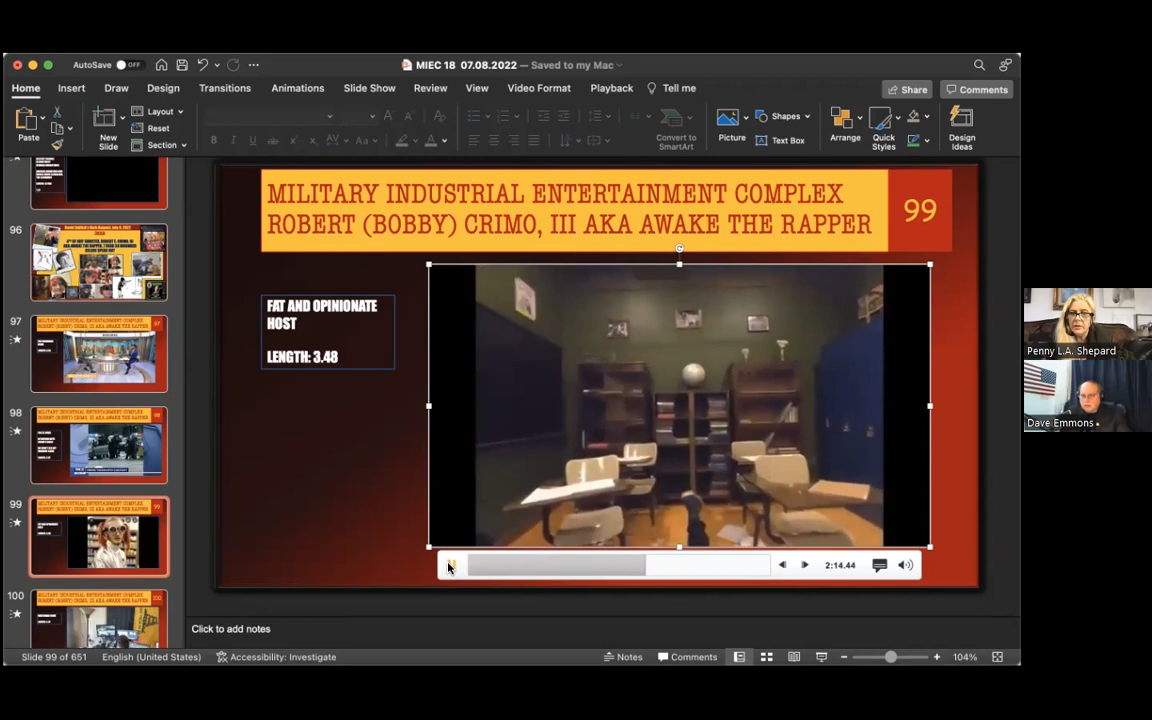 AutoSave OFF
MIEC 18 07.08.2022 — Saved to my Mac
Home Insert Draw Design Transitions Animations Slide Show Review View Video Format Playback Tell me
Share Comments
Paste
New Slide
Layout
Reset
Section
Convert to SmartArt
Picture
Shapes
Text Box
Arrange
Quick Styles
Design Ideas
MILITARY INDUSTRIAL ENTERTAINMENT COMPLEX
ROBERT (BOBBY) CRIMO, III AKA AWAKE THE RAPPER
99
FAT AND OPINIONATE
HOST
LENGTH: 3.48
96
97
98
99
100
2:14.44
Penny L.A. Shepard
Dave Emmons
Click to add notes
Slide 99 of 651 English (United States) Accessibility: Investigate Notes Comments 104%